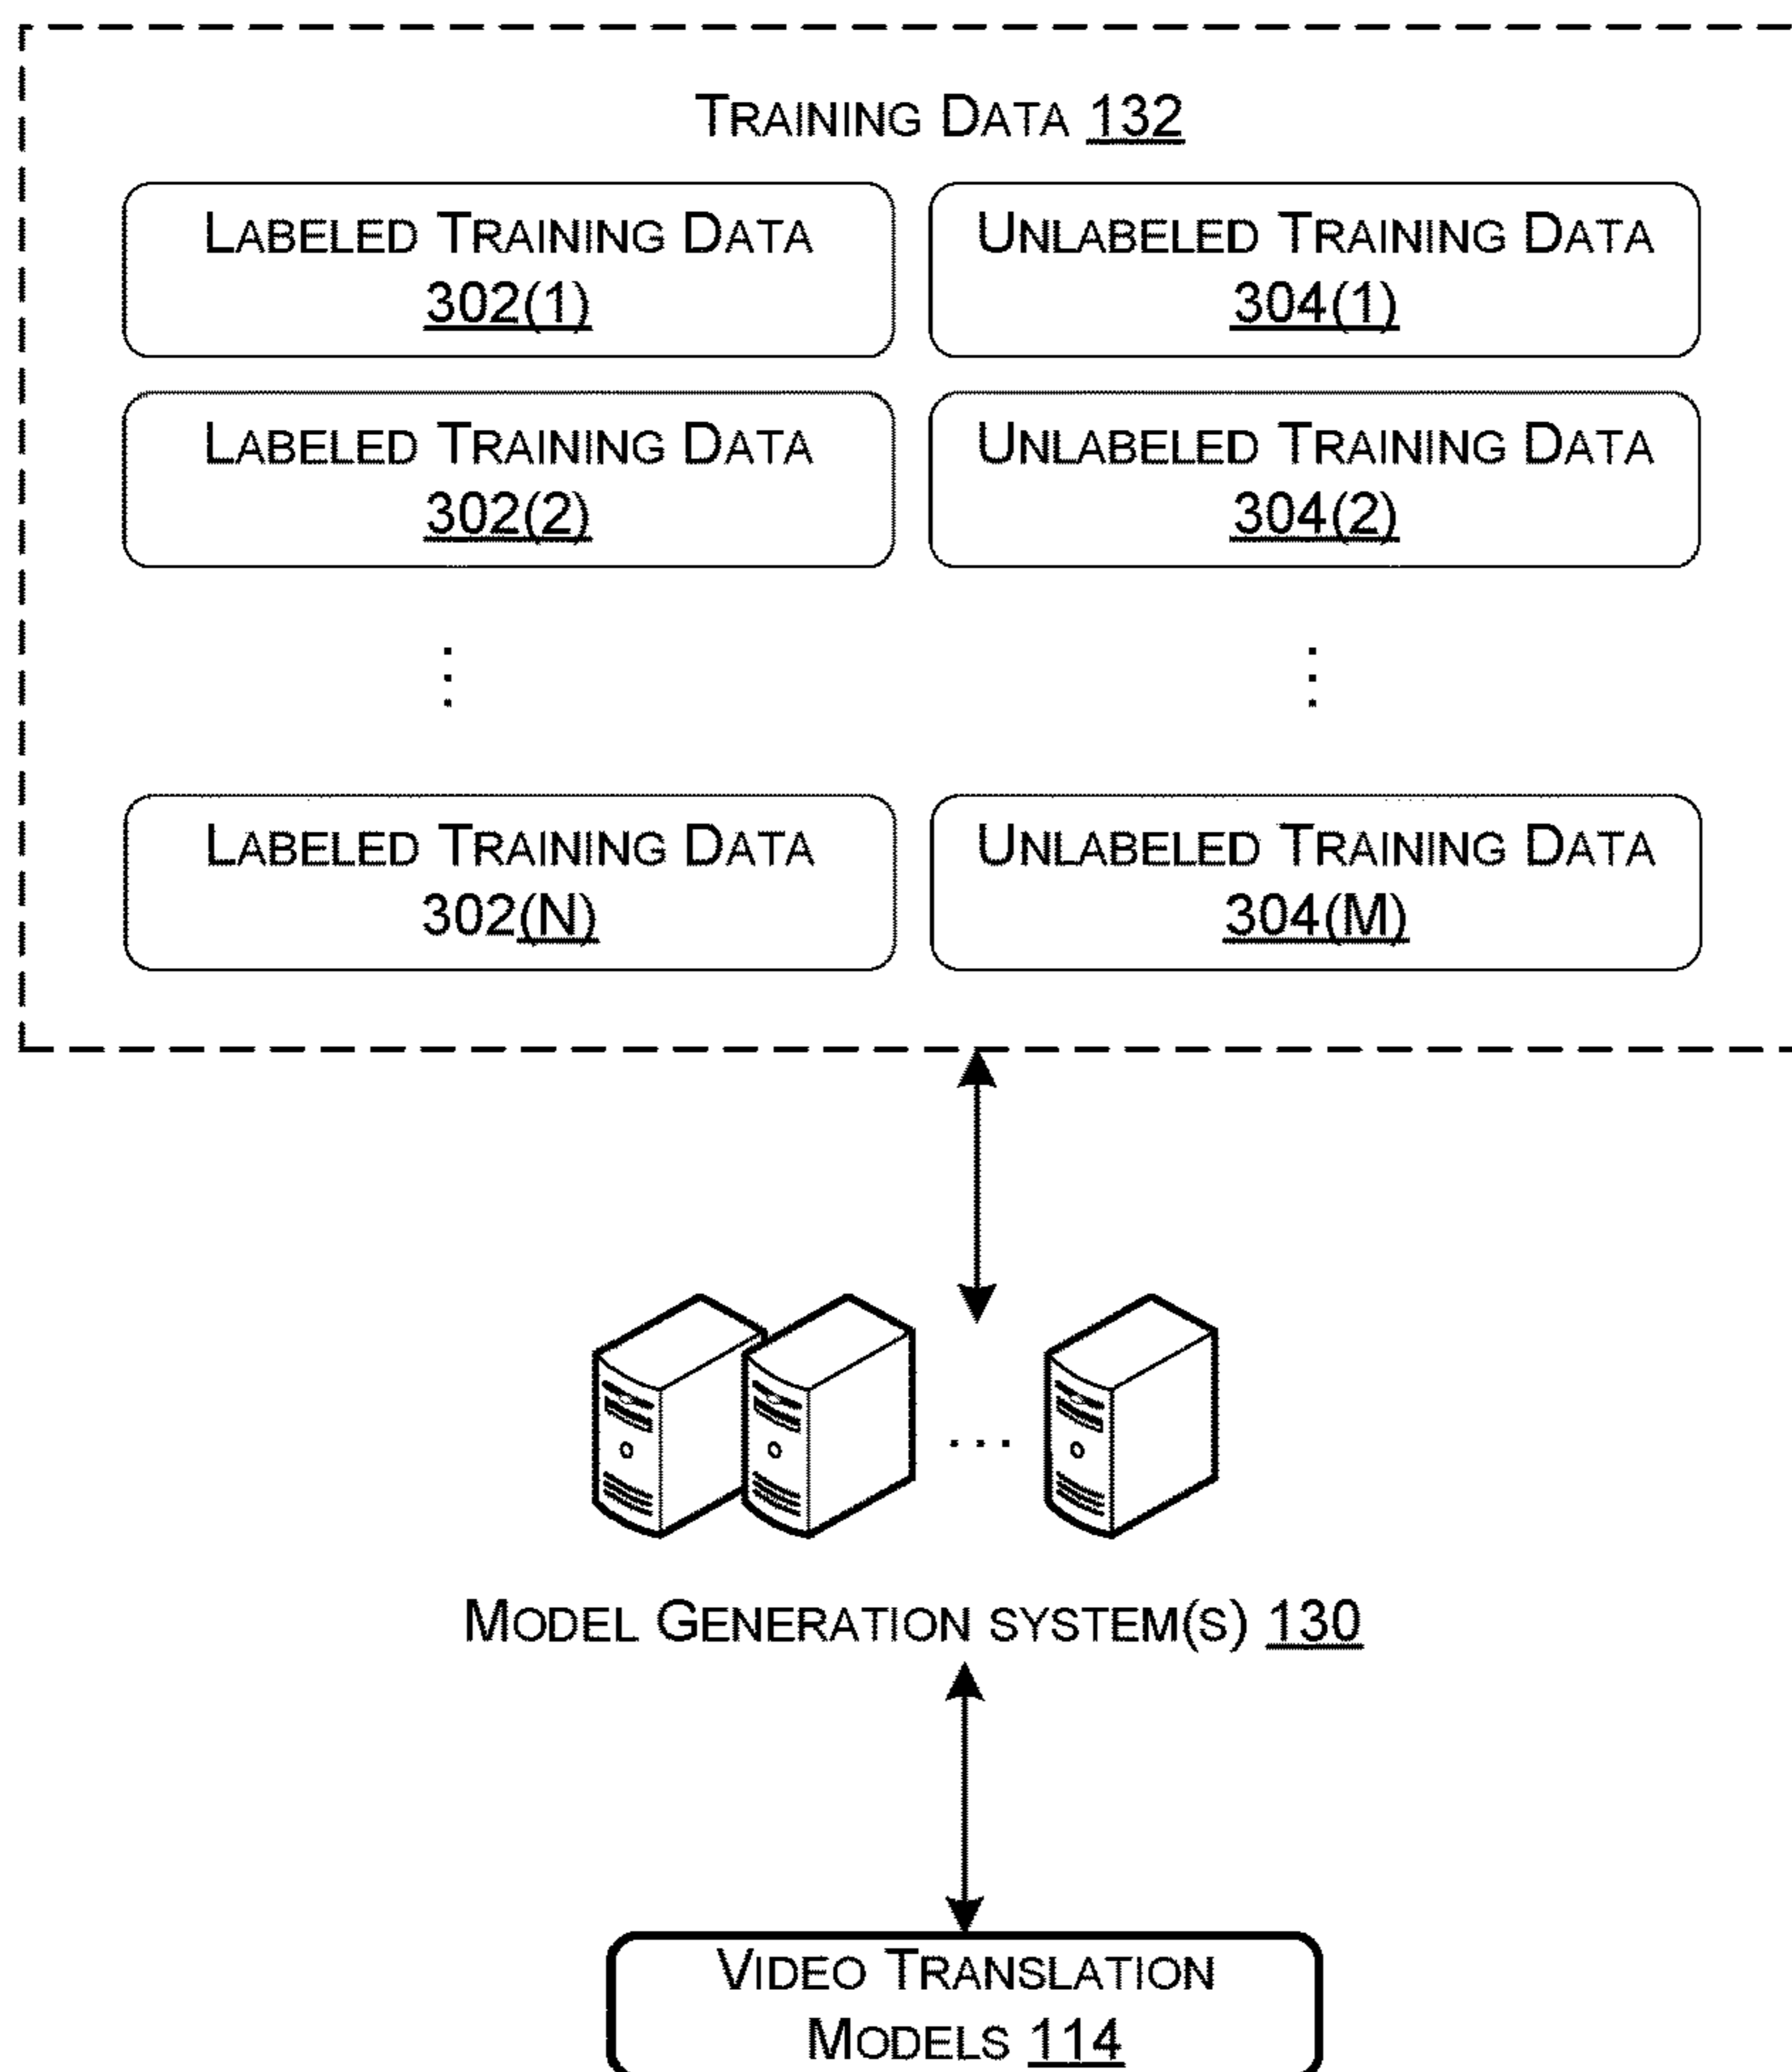 TRAINING DATA 132
LABELED TRAINING DATA
302(1)
UNLABELED TRAINING DATA
304(1)
LABELED TRAINING DATA
302(2)
UNLABELED TRAINING DATA
304(2)
LABELED TRAINING DATA
302(N)
UNLABELED TRAINING DATA
304(M)
MODEL GENERATION SYSTEM(S) 130
VIDEO TRANSLATION
MODELS 114